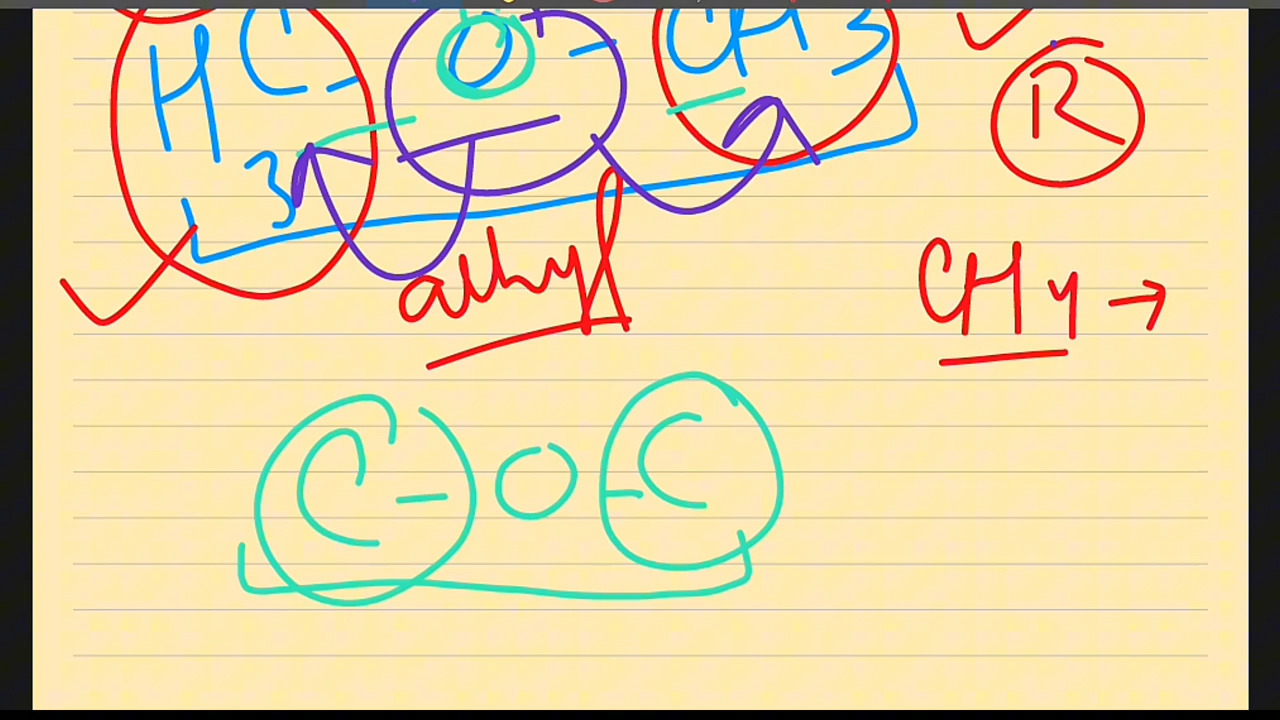 H₃C - O - CH3
R
alkyl
CH4 →
C - O - C